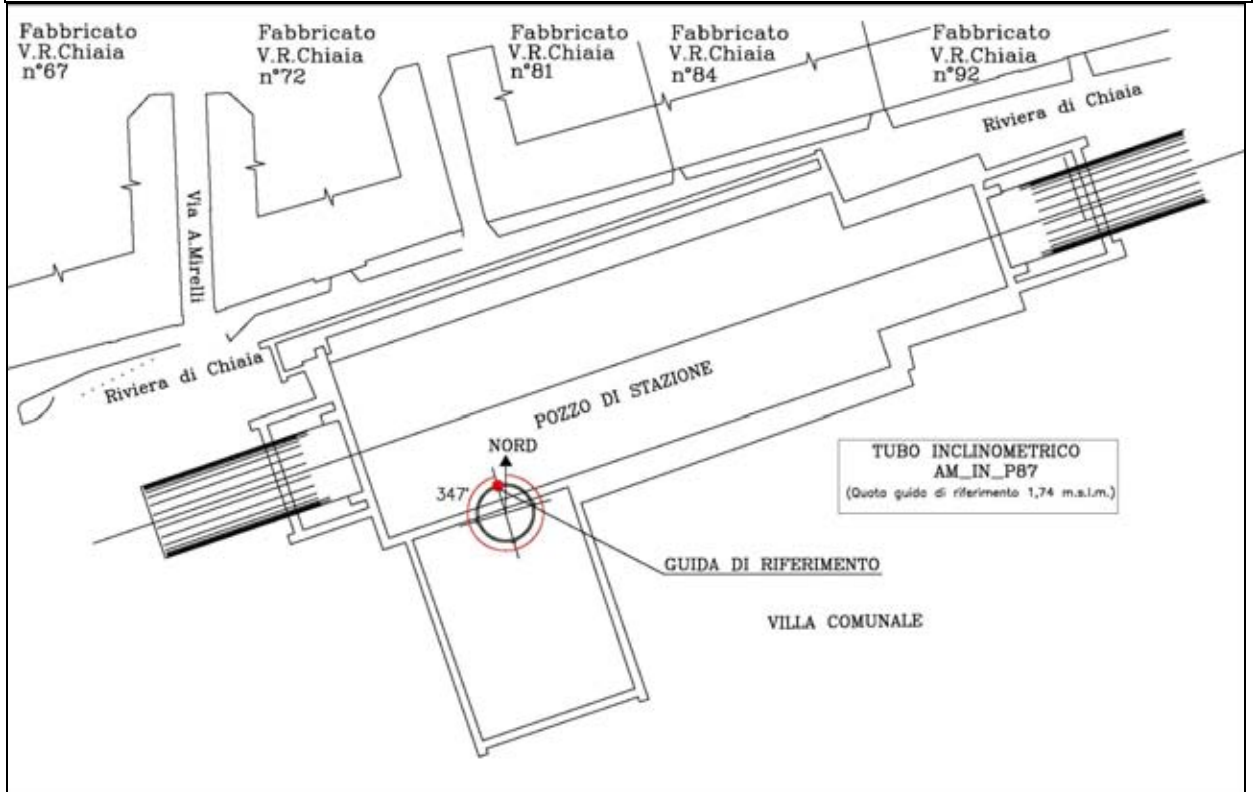 Fabbricato
V.R.Chiaia
n°67
Fabbricato
V.R.Chiaia
n°72
Fabbricato
V.R.Chiaia
n°81
Fabbricato
V.R.Chiaia
n°84
Fabbricato
V.R.Chiaia
n°92
Riviera di Chiaia
Via A.Mirelli
Riviera di Chiaia
POZZO DI STAZIONE
NORD
347°
TUBO INCLINOMETRICO
AM_IN_P87
(Quota guida di riferimento 1,74 m.s.l.m.)
GUIDA DI RIFERIMENTO
VILLA COMUNALE